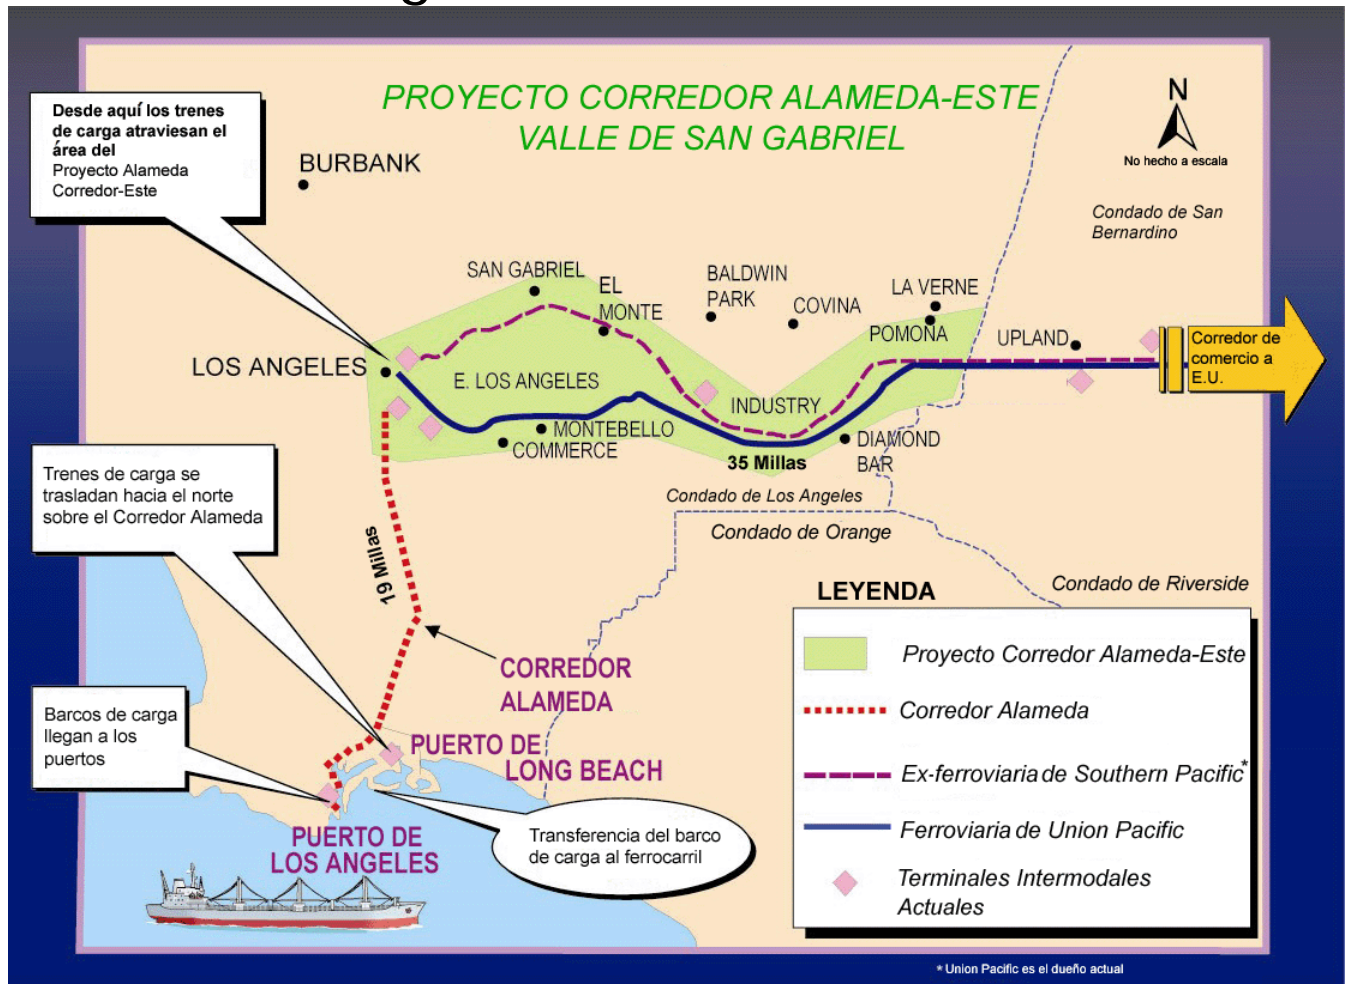 PROYECTO CORREDOR ALAMEDA-ESTE
VALLE DE SAN GABRIEL
N
No hecho a escala
Desde aquí los trenes
de carga atraviesan el
área del
Proyecto Alameda
Corredor-Este
BURBANK
Condado de San
Bernardino
SAN GABRIEL
EL
MONTE
BALDWIN
PARK
COVINA
LA VERNE
POMONA
UPLAND
Corredor de
comercio a
E.U.
LOS ANGELES
E. LOS ANGELES
INDUSTRY
MONTEBELLO
COMMERCE
DIAMOND
BAR
35 Millas
Trenes de carga se
trasladan hacia el norte
sobre el Corredor Alameda
Condado de Los Angeles
Condado de Orange
19 Millas
Condado de Riverside
CORREDOR
ALAMEDA
Barcos de carga
llegan a los
puertos
PUERTO DE
LONG BEACH
PUERTO DE
LOS ANGELES
Transferencia del barco
de carga al ferrocarril
LEYENDA
Proyecto Corredor Alameda-Este
Corredor Alameda
Ex-ferroviaria de Southern Pacific*
Ferroviaria de Union Pacific
Terminales Intermodales
Actuales
* Union Pacific es el dueño actual